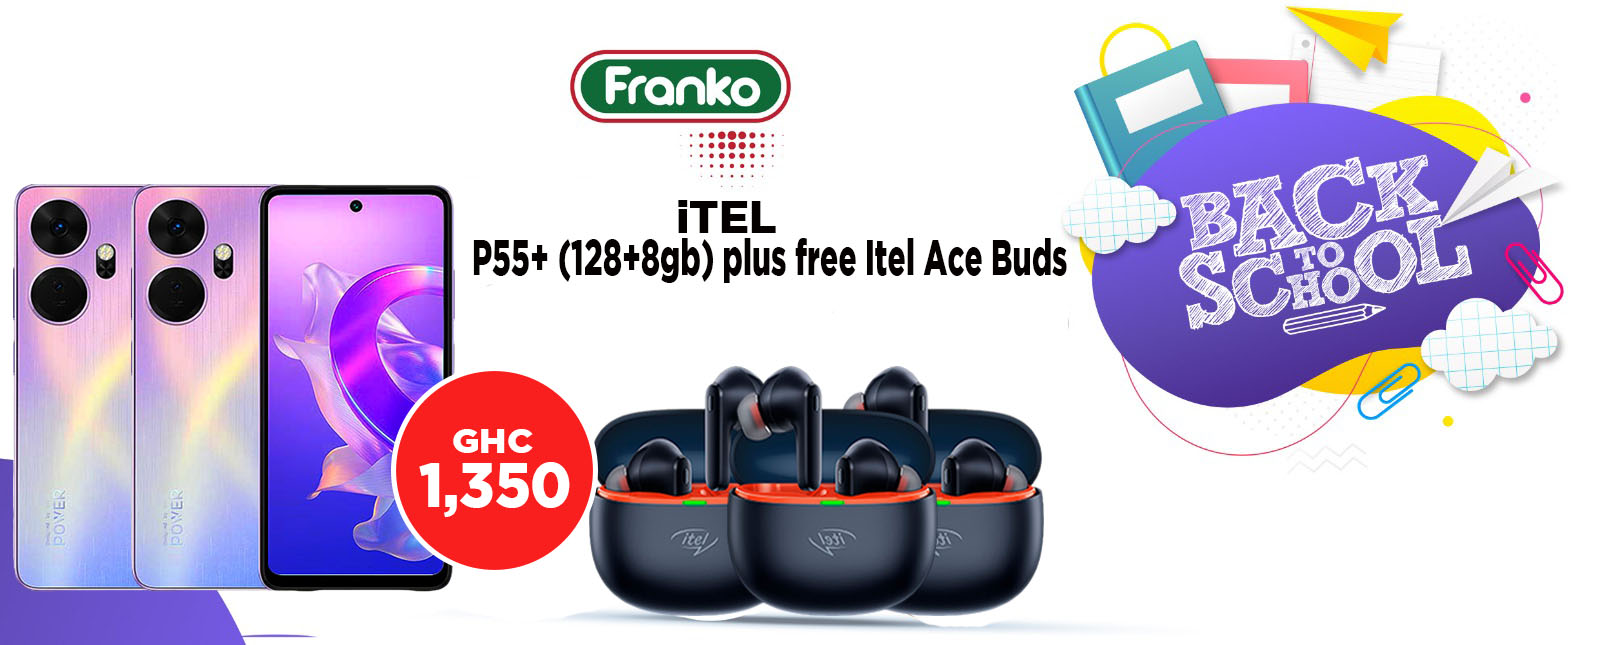 Franko
iTEL
P55+ (128+8gb) plus free Itel Ace Buds
GHC
1,350
BACK
TO
SCHOOL
POWER
POWER
itel
itel
itel